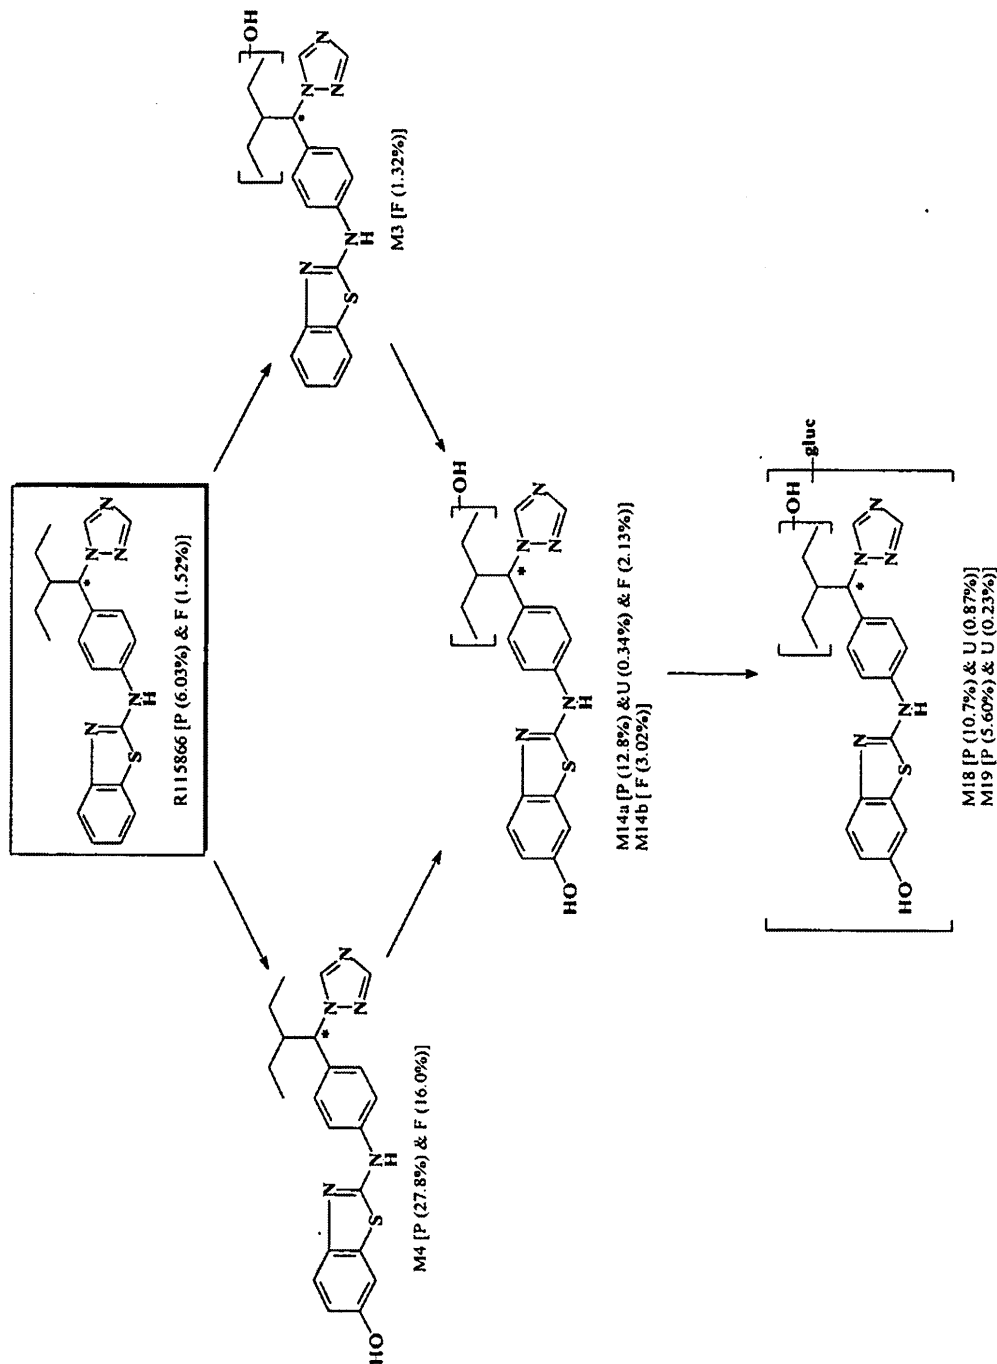 N
N
N
N
N
H
S
*
R115866 [P (6.03%) & F (1.52%)]
HO
N
S
N
H
*
N
N
N
M4 [P (27.8%) & F (16.0%)]
OH
N
S
N
H
*
N
N
N
M3 [F (1.32%)]
OH
HO
N
S
N
H
*
N
N
N
M14a [P (12.8%) &U (0.34%) & F (2.13%)]
M14b [ F (3.02%)]
OH
gluc
HO
N
S
N
H
*
N
N
N
M18 [P (10.7%) & U (0.87%)]
M19 [P (5.60%) & U (0.23%)]